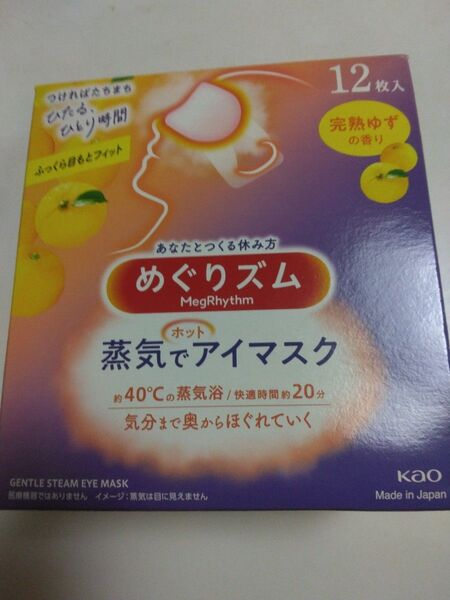 つければたちまち
ひたる、
ひとり時間
ふっくら目もとフィット
12枚入
完熟ゆず
の香り
あなたとつくる休み方
めぐりズム
MegRhythm
ホット
蒸気でアイマスク
約40℃の蒸気浴/快適時間約20分
気分まで奥からほぐれていく
GENTLE STEAM EYE MASK
医療機器ではありません イメージ:蒸気は目に見えません
Kao
Made in Japan